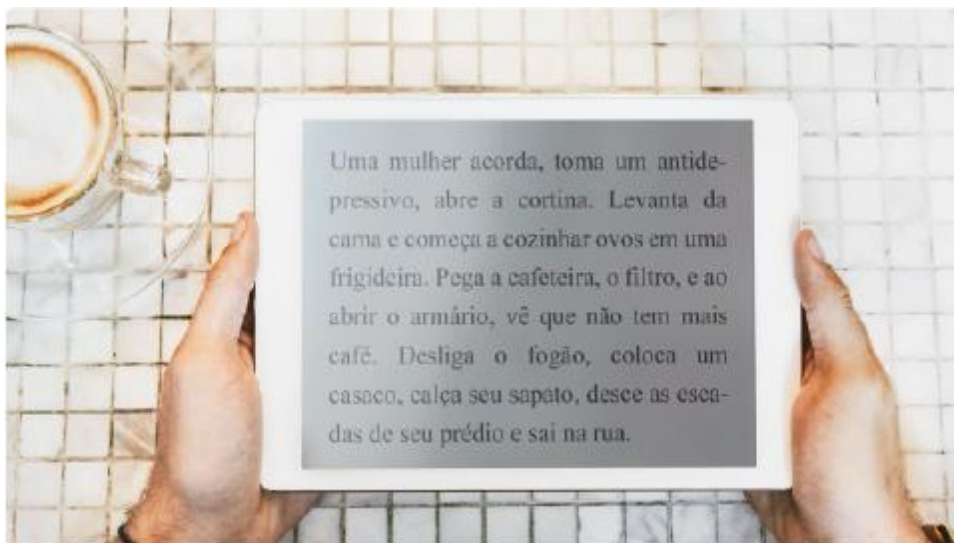 Uma mulher acorda, toma um antide-
pressivo, abre a cortina. Levanta da
cama e começa a cozinhar ovos em uma
frigideira. Pega a cafeteira, o filtro, e ao
abrir o armário, vê que não tem mais
café. Desliga o fogão, coloca um
casaco, calça seu sapato, desce as esca-
das de seu prédio e sai na rua.